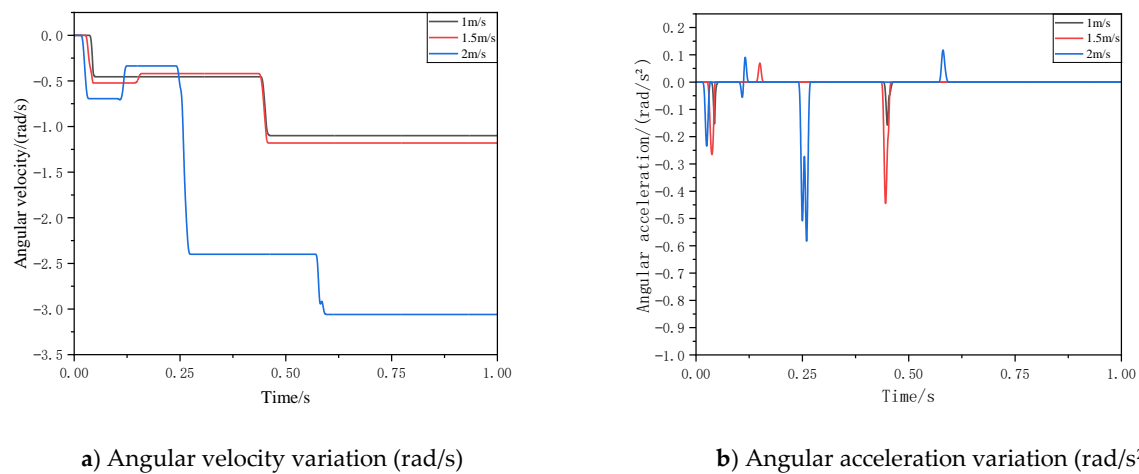 1m/s
1.5m/s
2m/s
0.0
-0.5
-1.0
-1.5
-2.0
-2.5
-3.0
-3.5
Angular velocity/(rad/s)
0.00
0.25
0.50
0.75
1.00
Time/s
a) Angular velocity variation (rad/s)
1m/s
1.5m/s
2m/s
0.2
0.1
0.0
-0.1
-0.2
-0.3
-0.4
-0.5
-0.6
-0.7
-0.8
-0.9
-1.0
Angular acceleration/(rad/s²)
0.00
0.25
0.50
0.75
1.00
Time/s
b) Angular acceleration variation (rad/s²